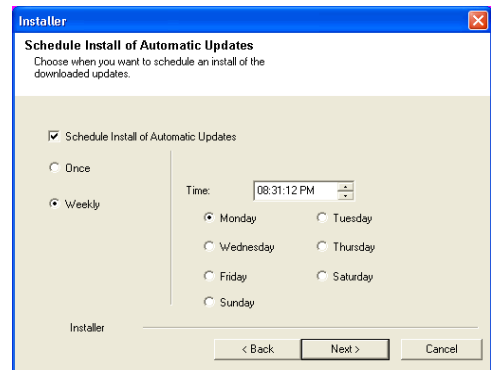 Installer
Schedule Install of Automatic Updates
Choose when you want to schedule an install of the
downloaded updates.
Schedule Install of Automatic Updates
Once
Weekly
Time: 08:31:12 PM
Monday Tuesday
Wednesday Thursday
Friday Saturday
Sunday
Installer
< Back Next > Cancel